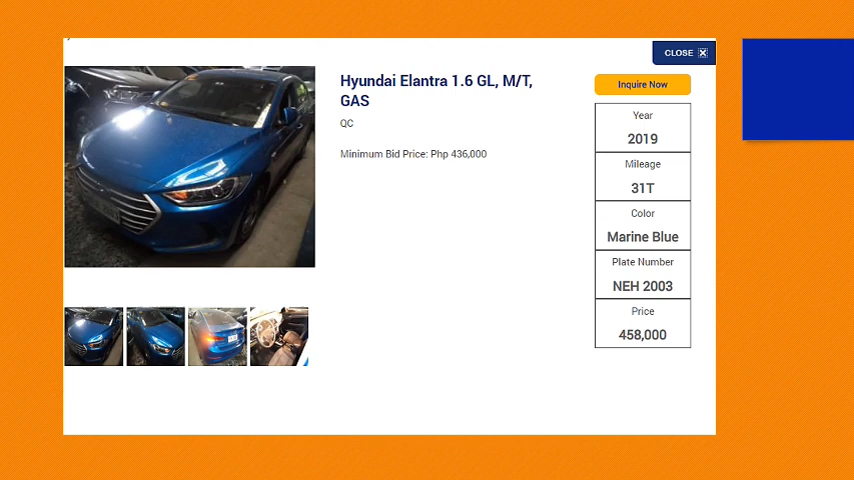 CLOSE
Hyundai Elantra 1.6 GL, M/T,
GAS
QC
Minimum Bid Price: Php 436,000
Inquire Now
Year
2019
Mileage
31T
Color
Marine Blue
Plate Number
NEH 2003
Price
458,000